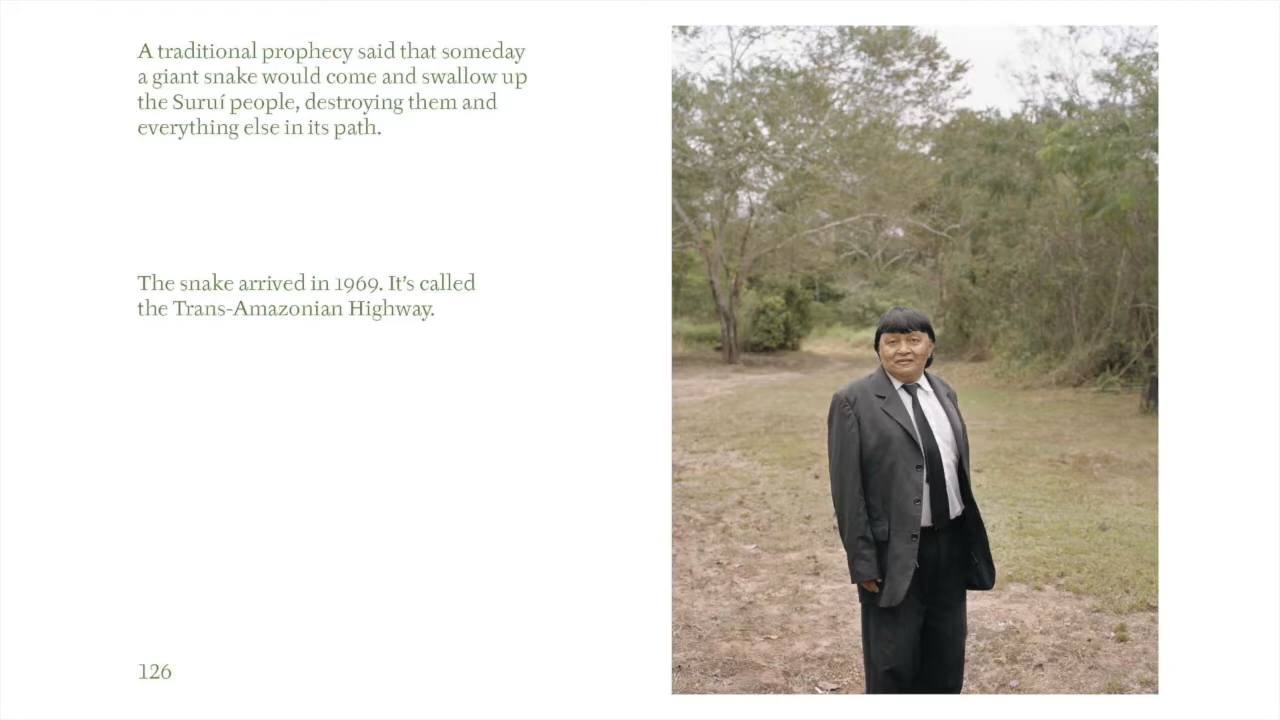 A traditional prophecy said that someday
a giant snake would come and swallow up
the Suruí people, destroying them and
everything else in its path.
The snake arrived in 1969. It’s called
the Trans-Amazonian Highway.
126